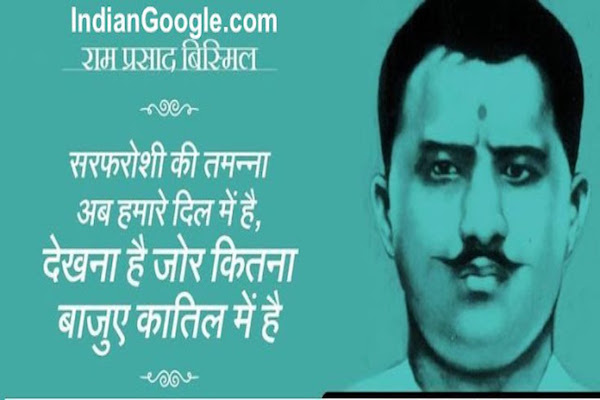 IndianGoogle.com
राम प्रसाद बिस्मिल
सरफरोशी की तमन्ना
अब हमारे दिल में है,
देखना है जोर कितना
बाजुए कातिल में है